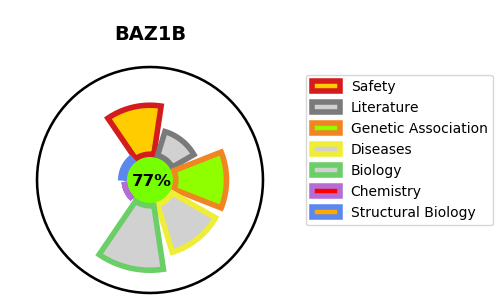 BAZ1B
77%
Safety
Literature
Genetic Association
Diseases
Biology
Chemistry
Structural Biology